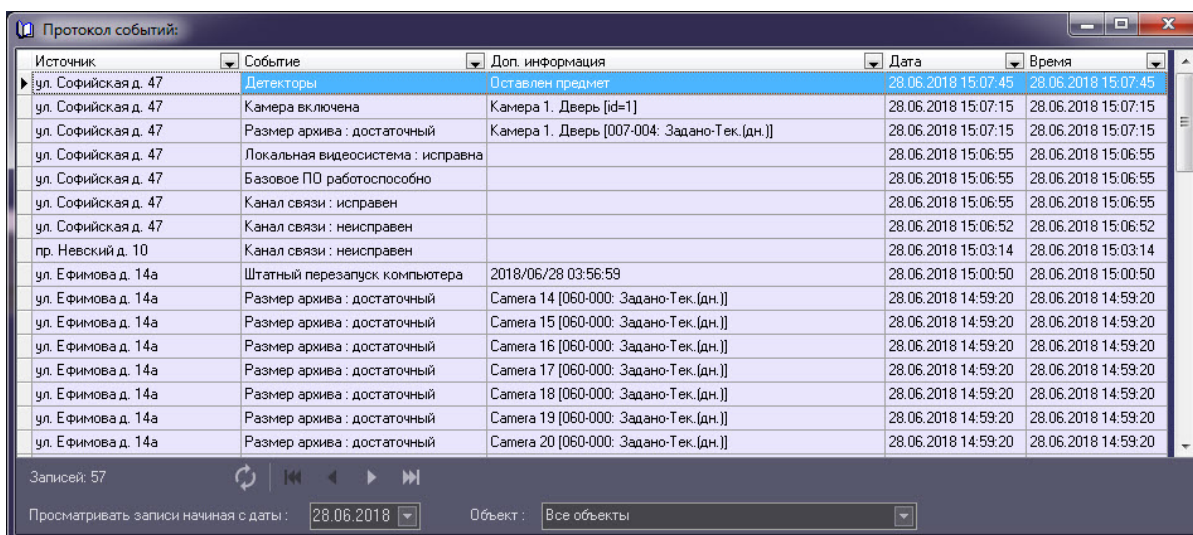 Протокол событий:
Источник Событие Доп. информация Дата Время
ул. Софийская д. 47 Детекторы Оставлен предмет 28.06.2018 15:07:45 28.06.2018 15:07:45
ул. Софийская д. 47 Камера включена Камера 1. Дверь [id=1] 28.06.2018 15:07:15 28.06.2018 15:07:15
ул. Софийская д. 47 Размер архива : достаточный Камера 1. Дверь [007-004: Задано-Тек.(дн.)] 28.06.2018 15:07:15 28.06.2018 15:07:15
ул. Софийская д. 47 Локальная видеосистема : исправна 28.06.2018 15:06:55 28.06.2018 15:06:55
ул. Софийская д. 47 Базовое ПО работоспособно 28.06.2018 15:06:55 28.06.2018 15:06:55
ул. Софийская д. 47 Канал связи : исправен 28.06.2018 15:06:55 28.06.2018 15:06:55
ул. Софийская д. 47 Канал связи : неисправен 28.06.2018 15:06:52 28.06.2018 15:06:52
пр. Невский д. 10 Канал связи : неисправен 28.06.2018 15:03:14 28.06.2018 15:03:14
ул. Ефимова д. 14а Штатный перезапуск компьютера 2018/06/28 03:56:59 28.06.2018 15:00:50 28.06.2018 15:00:50
ул. Ефимова д. 14а Размер архива : достаточный Camera 14 [060-000: Задано-Тек.(дн.)] 28.06.2018 14:59:20 28.06.2018 14:59:20
ул. Ефимова д. 14а Размер архива : достаточный Camera 15 [060-000: Задано-Тек.(дн.)] 28.06.2018 14:59:20 28.06.2018 14:59:20
ул. Ефимова д. 14а Размер архива : достаточный Camera 16 [060-000: Задано-Тек.(дн.)] 28.06.2018 14:59:20 28.06.2018 14:59:20
ул. Ефимова д. 14а Размер архива : достаточный Camera 17 [060-000: Задано-Тек.(дн.)] 28.06.2018 14:59:20 28.06.2018 14:59:20
ул. Ефимова д. 14а Размер архива : достаточный Camera 18 [060-000: Задано-Тек.(дн.)] 28.06.2018 14:59:20 28.06.2018 14:59:20
ул. Ефимова д. 14а Размер архива : достаточный Camera 19 [060-000: Задано-Тек.(дн.)] 28.06.2018 14:59:20 28.06.2018 14:59:20
ул. Ефимова д. 14а Размер архива : достаточный Camera 20 [060-000: Задано-Тек.(дн.)] 28.06.2018 14:59:20 28.06.2018 14:59:20
Записей: 57
Просматривать записи начиная с даты : 28.06.2018 Объект : Все объекты